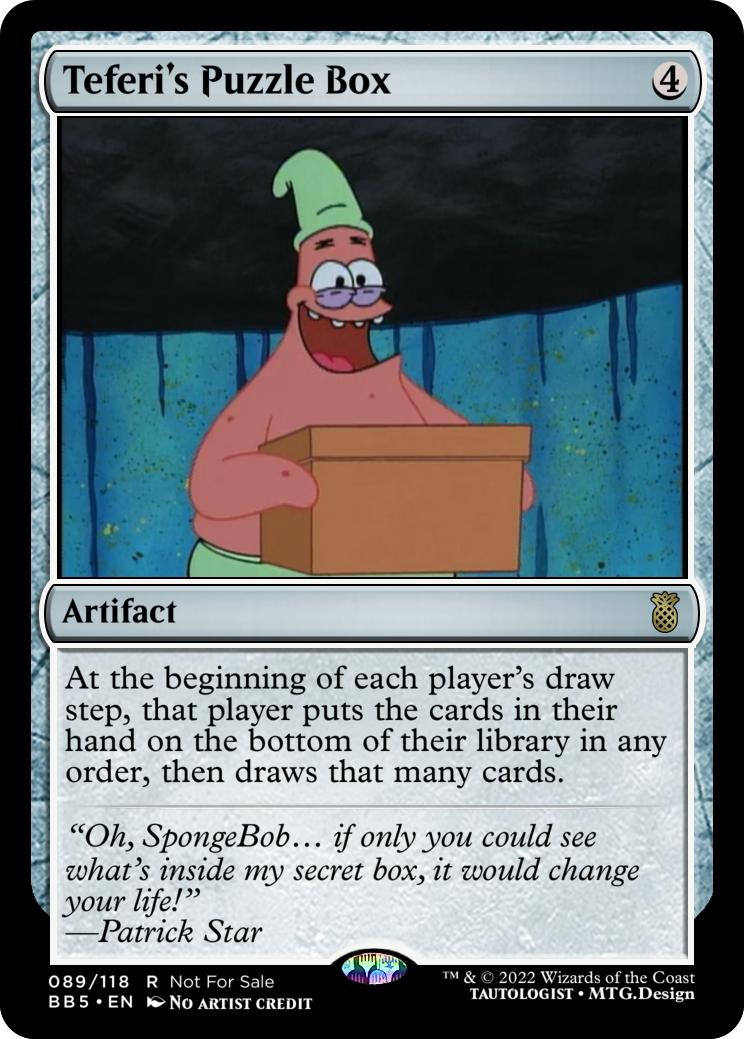 Teferi's Puzzle Box 4
Artifact
At the beginning of each player's draw
step, that player puts the cards in their
hand on the bottom of their library in any
order, then draws that many cards.
“Oh, SpongeBob… if only you could see
what's inside my secret box, it would change
your life!”
—Patrick Star
089/118 R Not For Sale
BB5 • EN No artist credit
™ & © 2022 Wizards of the Coast
TAUTOLOGIST • MTG.Design